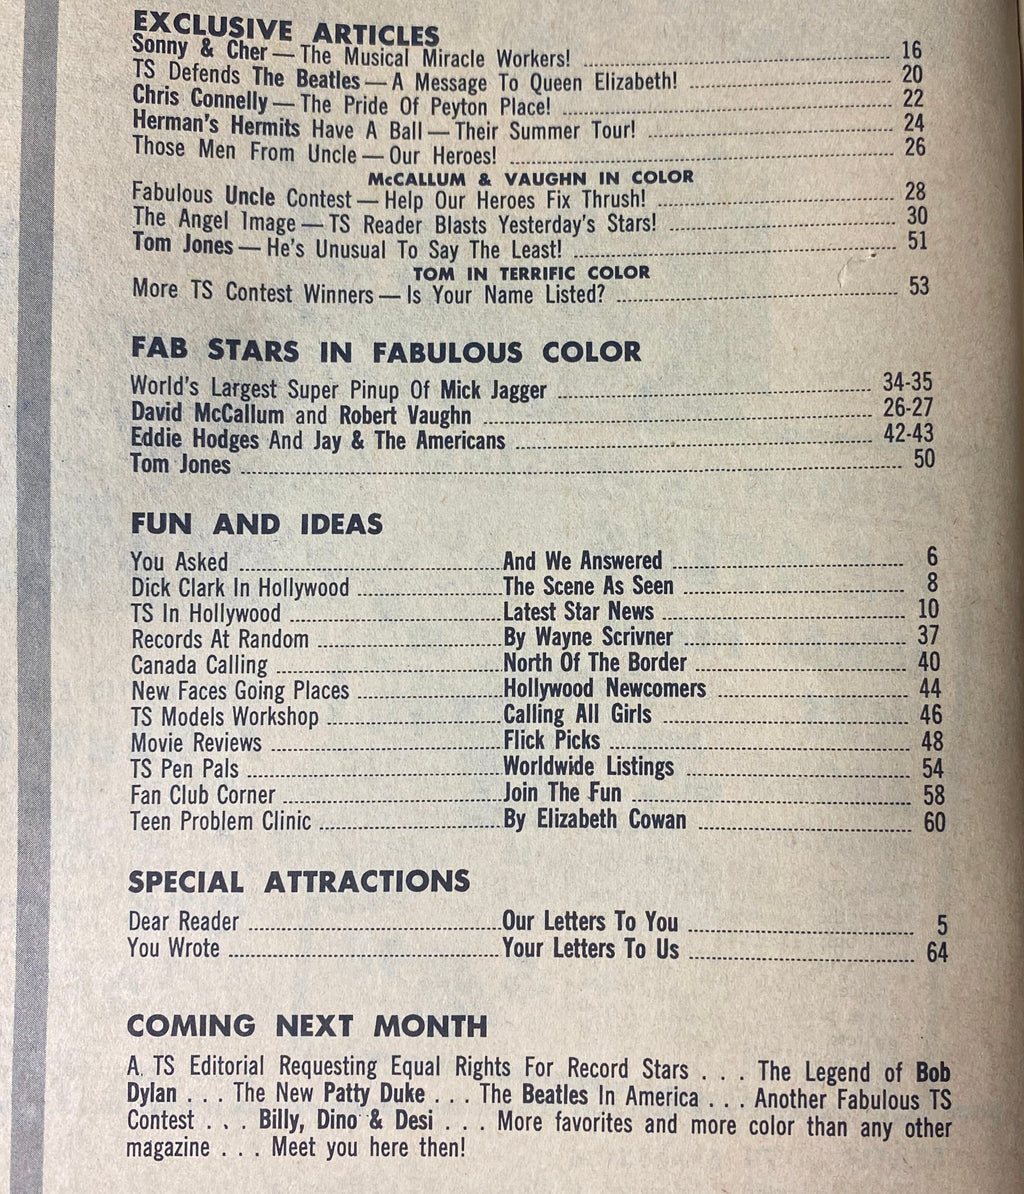 EXCLUSIVE ARTICLES
Sonny & Cher — The Musical Miracle Workers! 16
TS Defends The Beatles — A Message To Queen Elizabeth! 20
Chris Connelly — The Pride Of Peyton Place! 22
Herman's Hermits Have A Ball — Their Summer Tour! 24
Those Men From Uncle — Our Heroes! 26
McCALLUM & VAUGHN IN COLOR
Fabulous Uncle Contest — Help Our Heroes Fix Thrush! 28
The Angel Image — TS Reader Blasts Yesterday's Stars! 30
Tom Jones — He's Unusual To Say The Least! 51
TOM IN TERRIFIC COLOR
More TS Contest Winners — Is Your Name Listed? 53
FAB STARS IN FABULOUS COLOR
World's Largest Super Pinup Of Mick Jagger 34-35
David McCallum and Robert Vaughn 26-27
Eddie Hodges And Jay & The Americans 42-43
Tom Jones 50
FUN AND IDEAS
You Asked And We Answered 6
Dick Clark In Hollywood The Scene As Seen 8
TS In Hollywood Latest Star News 10
Records At Random By Wayne Scrivner 37
Canada Calling North Of The Border 40
New Faces Going Places Hollywood Newcomers 44
TS Models Workshop Calling All Girls 46
Movie Reviews Flick Picks 48
TS Pen Pals Worldwide Listings 54
Fan Club Corner Join The Fun 58
Teen Problem Clinic By Elizabeth Cowan 60
SPECIAL ATTRACTIONS
Dear Reader Our Letters To You 5
You Wrote Your Letters To Us 64
COMING NEXT MONTH
A TS Editorial Requesting Equal Rights For Record Stars . . . The Legend of Bob
Dylan . . . The New Patty Duke . . . The Beatles In America . . . Another Fabulous TS
Contest . . . Billy, Dino & Desi . . . More favorites and more color than any other
magazine . . . Meet you here then!